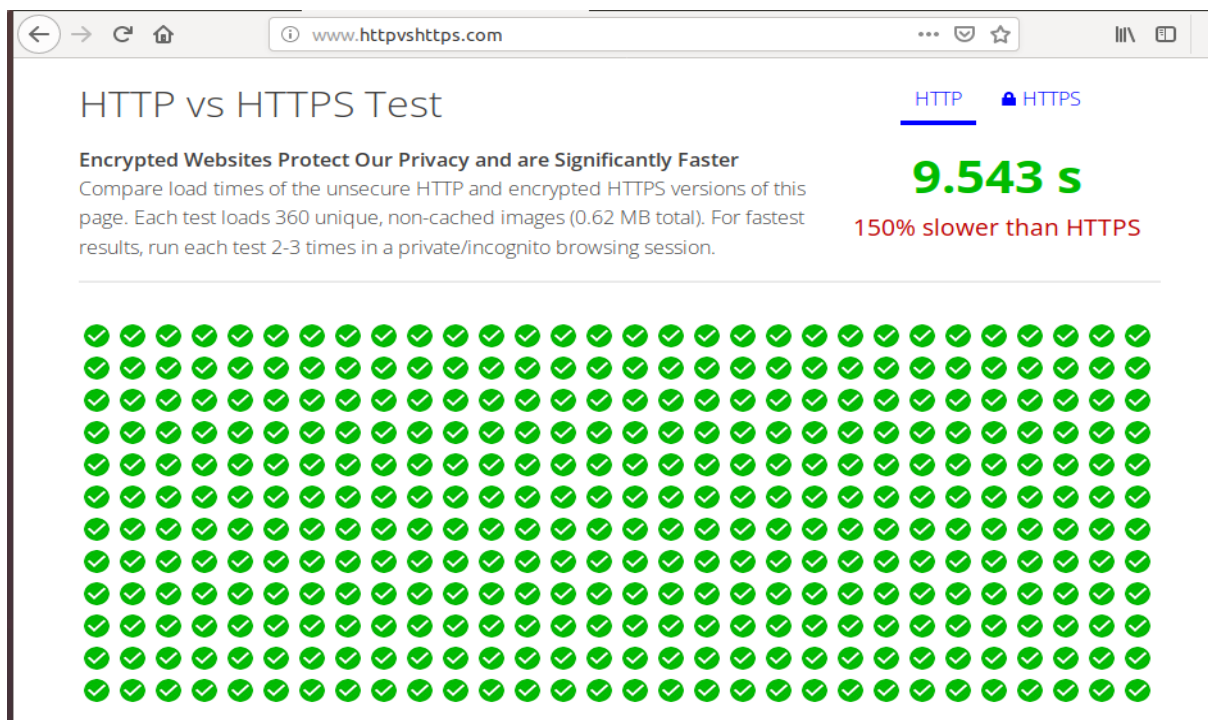 www.httpvshttps.com
HTTP vs HTTPS Test
HTTP HTTPS
Encrypted Websites Protect Our Privacy and are Significantly Faster
Compare load times of the unsecure HTTP and encrypted HTTPS versions of this
page. Each test loads 360 unique, non-cached images (0.62 MB total). For fastest
results, run each test 2-3 times in a private/incognito browsing session.
9.543 s
150% slower than HTTPS